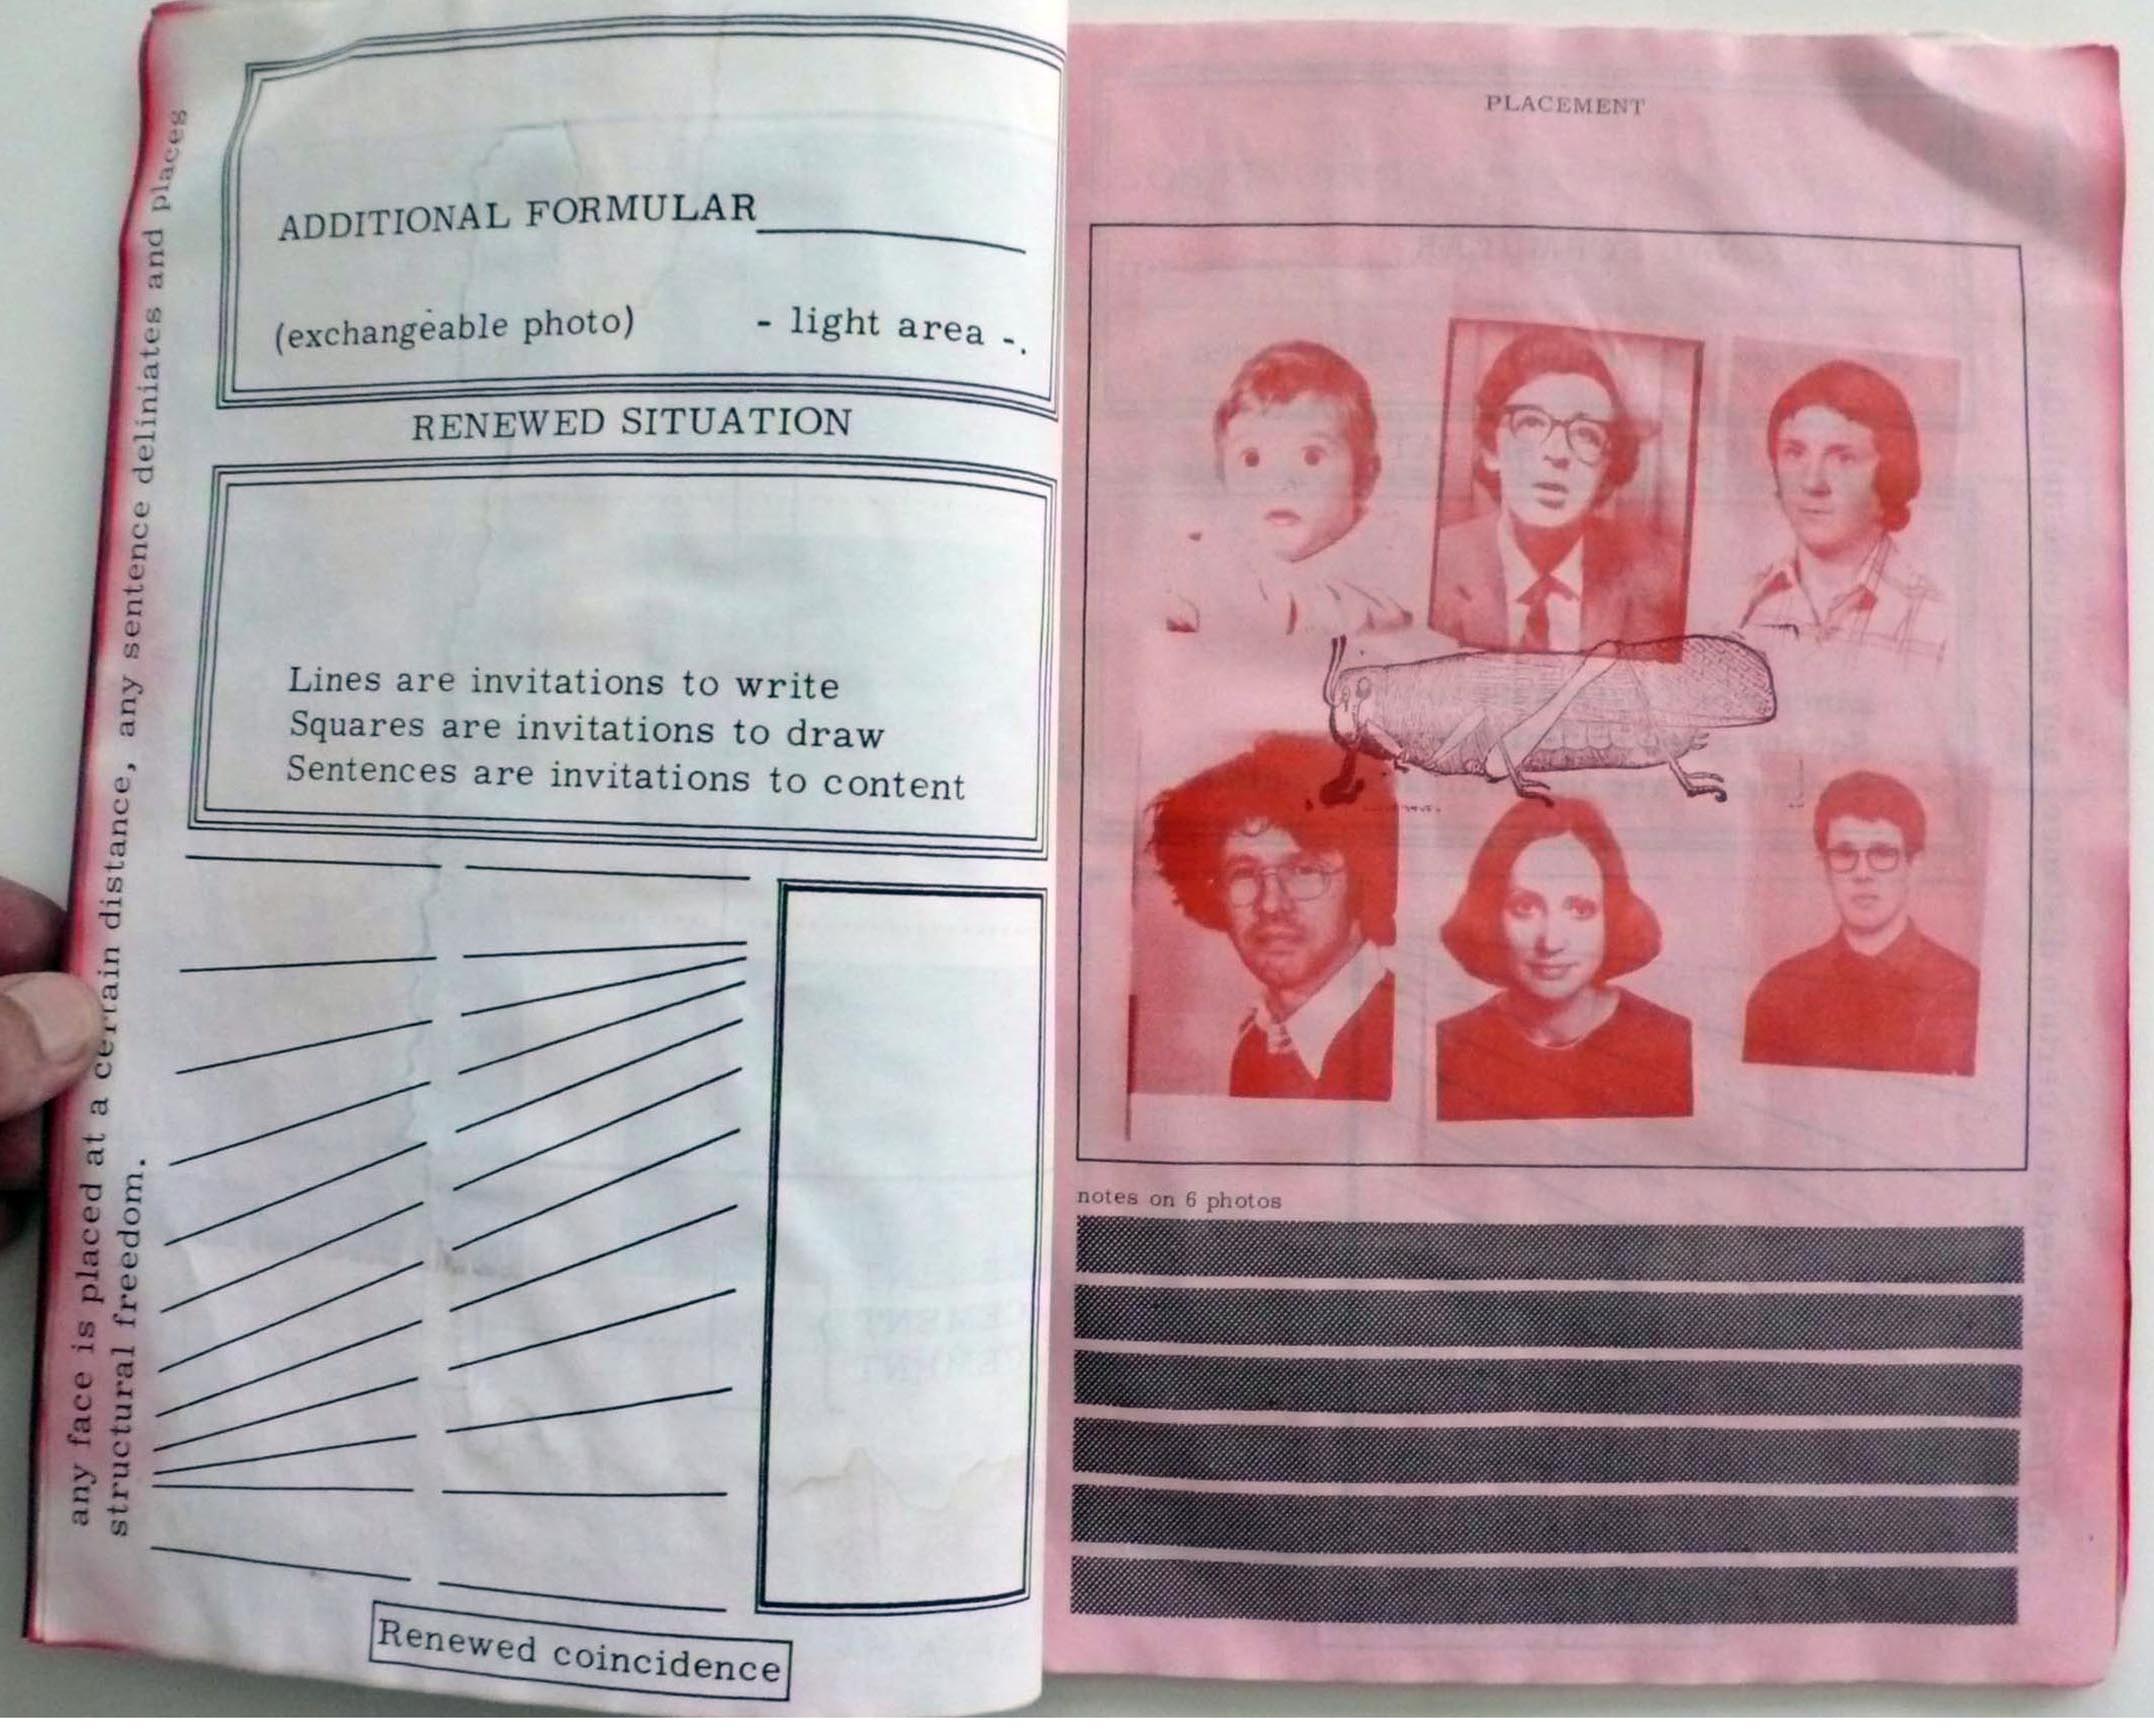 any face is placed at a certain distance, any sentence deliniates and places
structural freedom.
ADDITIONAL FORMULAR
(exchangeable photo) - light area -.
RENEWED SITUATION
Lines are invitations to write
Squares are invitations to draw
Sentences are invitations to content
Renewed coincidence
PLACEMENT
notes on 6 photos